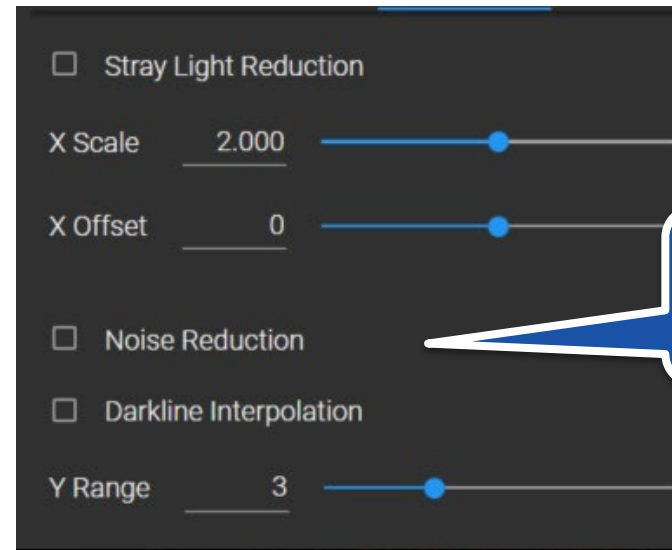 Stray Light Reduction
X Scale 2.000
X Offset 0
Noise Reduction
Darkline Interpolation
Y Range 3